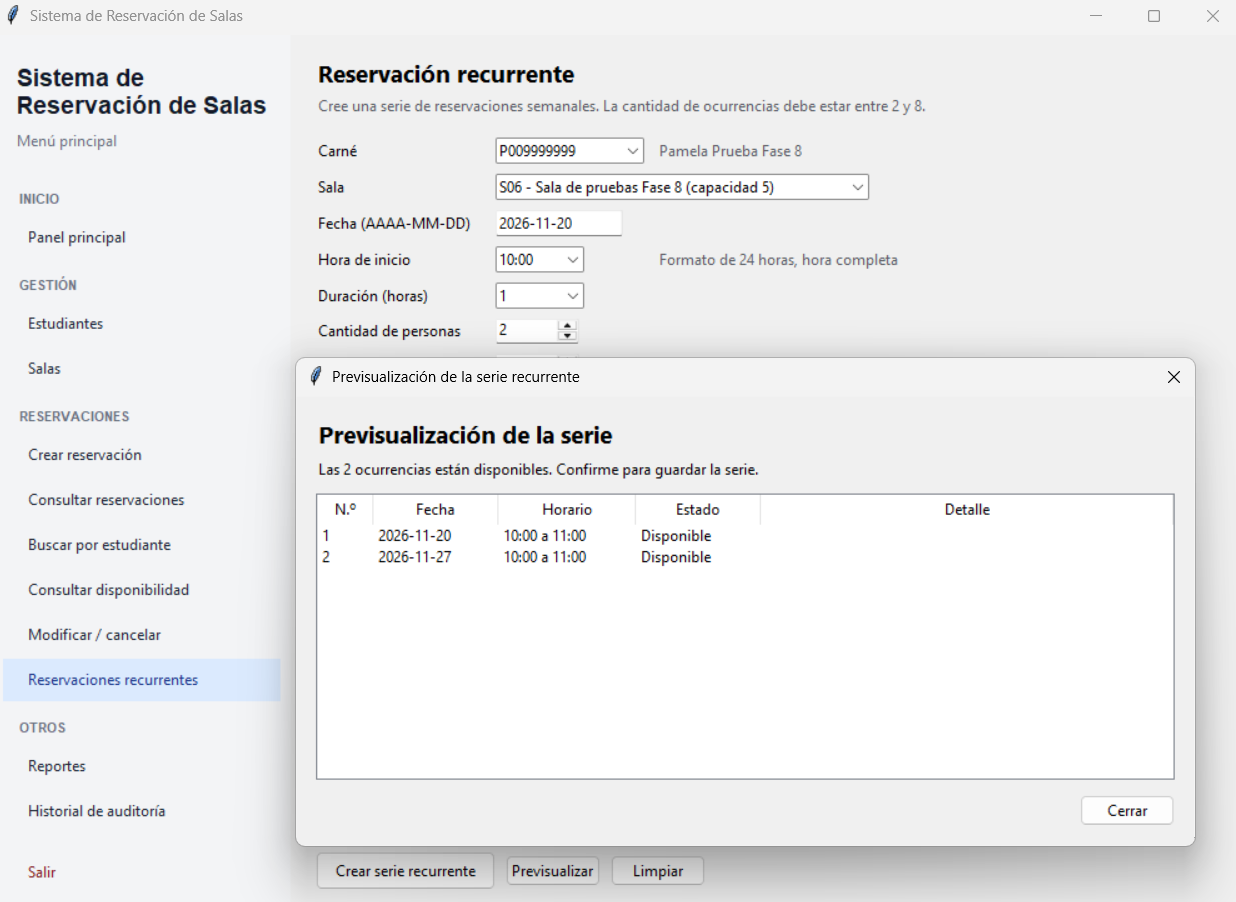 Sistema de Reservación de Salas
Sistema de
Reservación de Salas
Menú principal
INICIO
Panel principal
GESTIÓN
Estudiantes
Salas
RESERVACIONES
Crear reservación
Consultar reservaciones
Buscar por estudiante
Consultar disponibilidad
Modificar / cancelar
Reservaciones recurrentes
OTROS
Reportes
Historial de auditoría
Salir
Reservación recurrente
Cree una serie de reservaciones semanales. La cantidad de ocurrencias debe estar entre 2 y 8.
Carné P009999999 Pamela Prueba Fase 8
Sala S06 - Sala de pruebas Fase 8 (capacidad 5)
Fecha (AAAA-MM-DD) 2026-11-20
Hora de inicio 10:00 Formato de 24 horas, hora completa
Duración (horas) 1
Cantidad de personas 2
Previsualización de la serie recurrente
Previsualización de la serie
Las 2 ocurrencias están disponibles. Confirme para guardar la serie.
N.º Fecha Horario Estado Detalle
1 2026-11-20 10:00 a 11:00 Disponible
2 2026-11-27 10:00 a 11:00 Disponible
Cerrar
Crear serie recurrente Previsualizar Limpiar